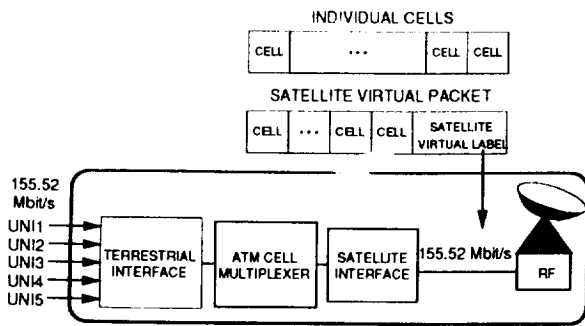 INDIVIDUAL CELLS
CELL ... CELL CELL
SATELLITE VIRTUAL PACKET
CELL ... CELL CELL SATELLITE VIRTUAL LABEL
155.52 Mbit/s
UNI1
UNI2
UNI3
UNI4
UNI5
TERRESTRIAL INTERFACE
ATM CELL MULTIPLEXER
SATELLITE INTERFACE
155.52 Mbit/s
RF